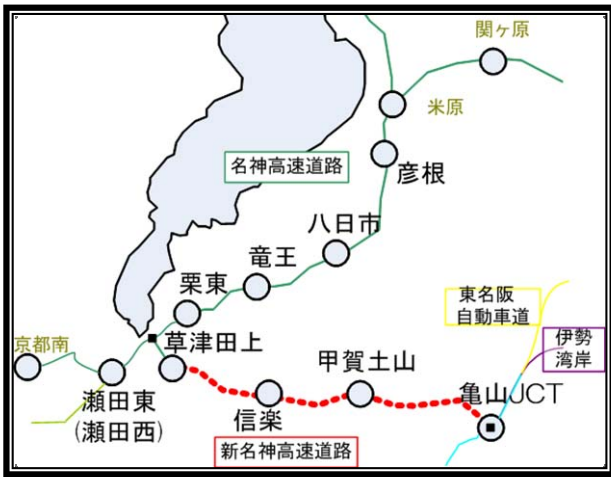 関ヶ原
米原
彦根
名神高速道路
八日市
竜王
栗東
東名阪
自動車道
伊勢
湾岸
京都南
草津田上
甲賀土山
亀山JCT
瀬田東
(瀬田西)
信楽
新名神高速道路